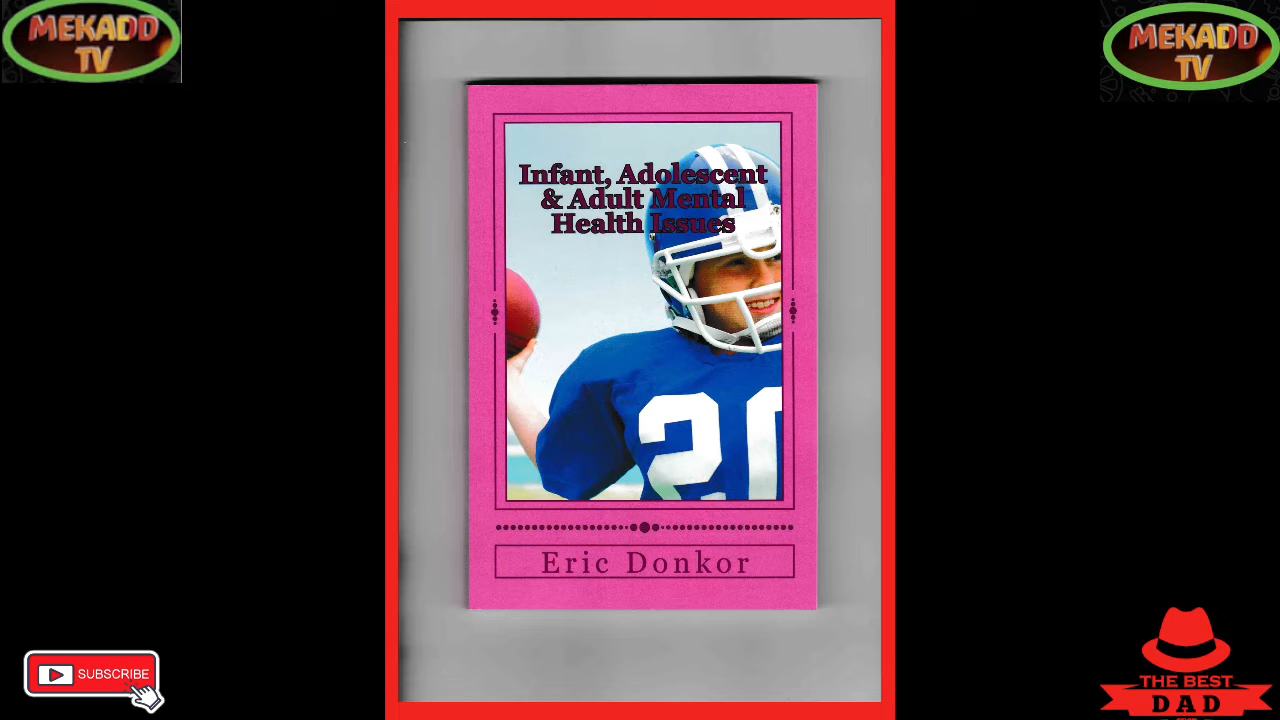 MEKADD
TV
MEKADD
TV
Infant, Adolescent
& Adult Mental
Health Issues
20
Eric Donkor
SUBSCRIBE
THE BEST
DAD